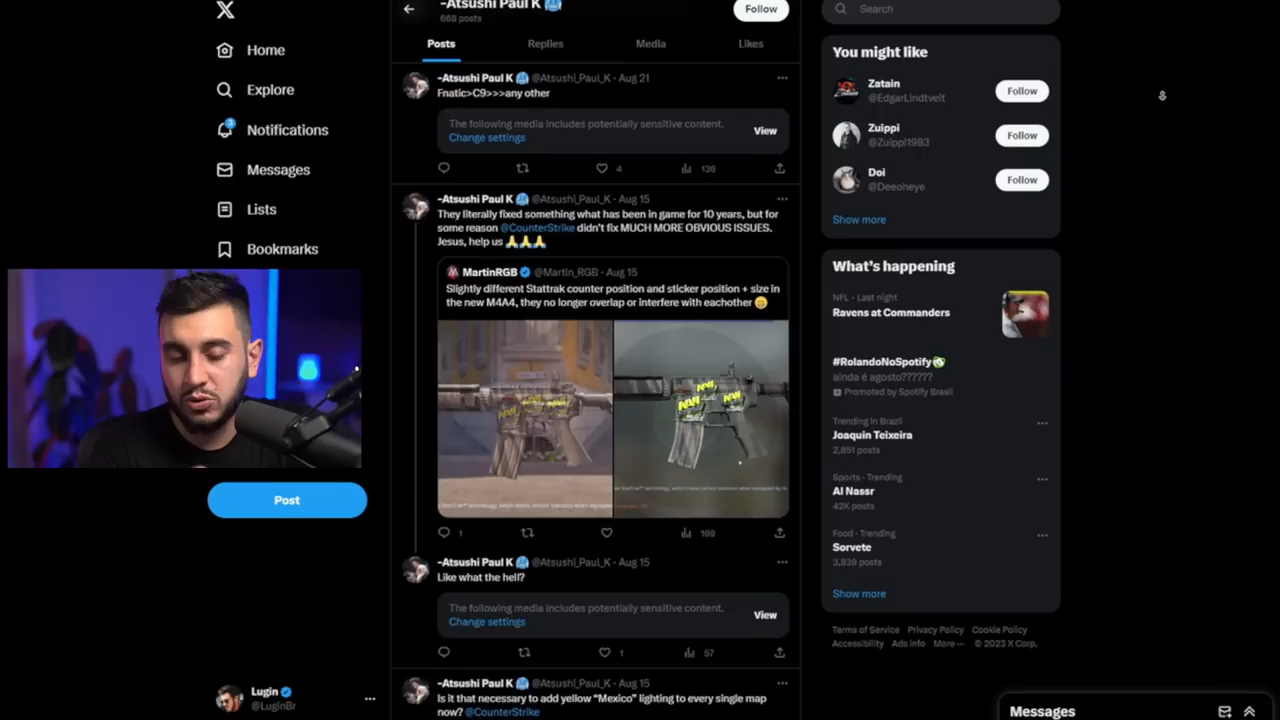 Home
Explore
3
Notifications
Messages
Lists
Bookmarks
Post
Lugin
@LuginBr
-Atsushi Paul K
668 posts
Follow
Posts
Replies
Media
Likes
-Atsushi Paul K @Atsushi_Paul_K · Aug 21
Fnatic>C9>>>any other
The following media includes potentially sensitive content.
Change settings
View
4
136
-Atsushi Paul K @Atsushi_Paul_K · Aug 15
They literally fixed something what has been in game for 10 years, but for
some reason @CounterStrike didn't fix MUCH MORE OBVIOUS ISSUES.
Jesus, help us 🙏🙏🙏
MartinRGB @Martin_RGB · Aug 15
Slightly different Stattrak counter position and sticker position + size in
the new M4A4, they no longer overlap or interfere with eachother 😄
1
169
-Atsushi Paul K @Atsushi_Paul_K · Aug 15
Like what the hell?
The following media includes potentially sensitive content.
Change settings
View
1
57
-Atsushi Paul K @Atsushi_Paul_K · Aug 15
Is it that necessary to add yellow “Mexico” lighting to every single map
now? @CounterStrike
Search
You might like
Zatain
@EdgarLindtvelt
Follow
Zuippi
@Zuippi1983
Follow
Doi
@Deeoheye
Follow
Show more
What's happening
NFL · Last night
Ravens at Commanders
#RolandoNoSpotify
ainda é agosto??????
Promoted by Spotify Brasil
Trending in Brazil
Joaquin Teixeira
2,851 posts
Sports · Trending
Al Nassr
42K posts
Food · Trending
Sorvete
3,839 posts
Show more
Terms of Service Privacy Policy Cookie Policy
Accessibility Ads info More ··· © 2023 X Corp.
Messages